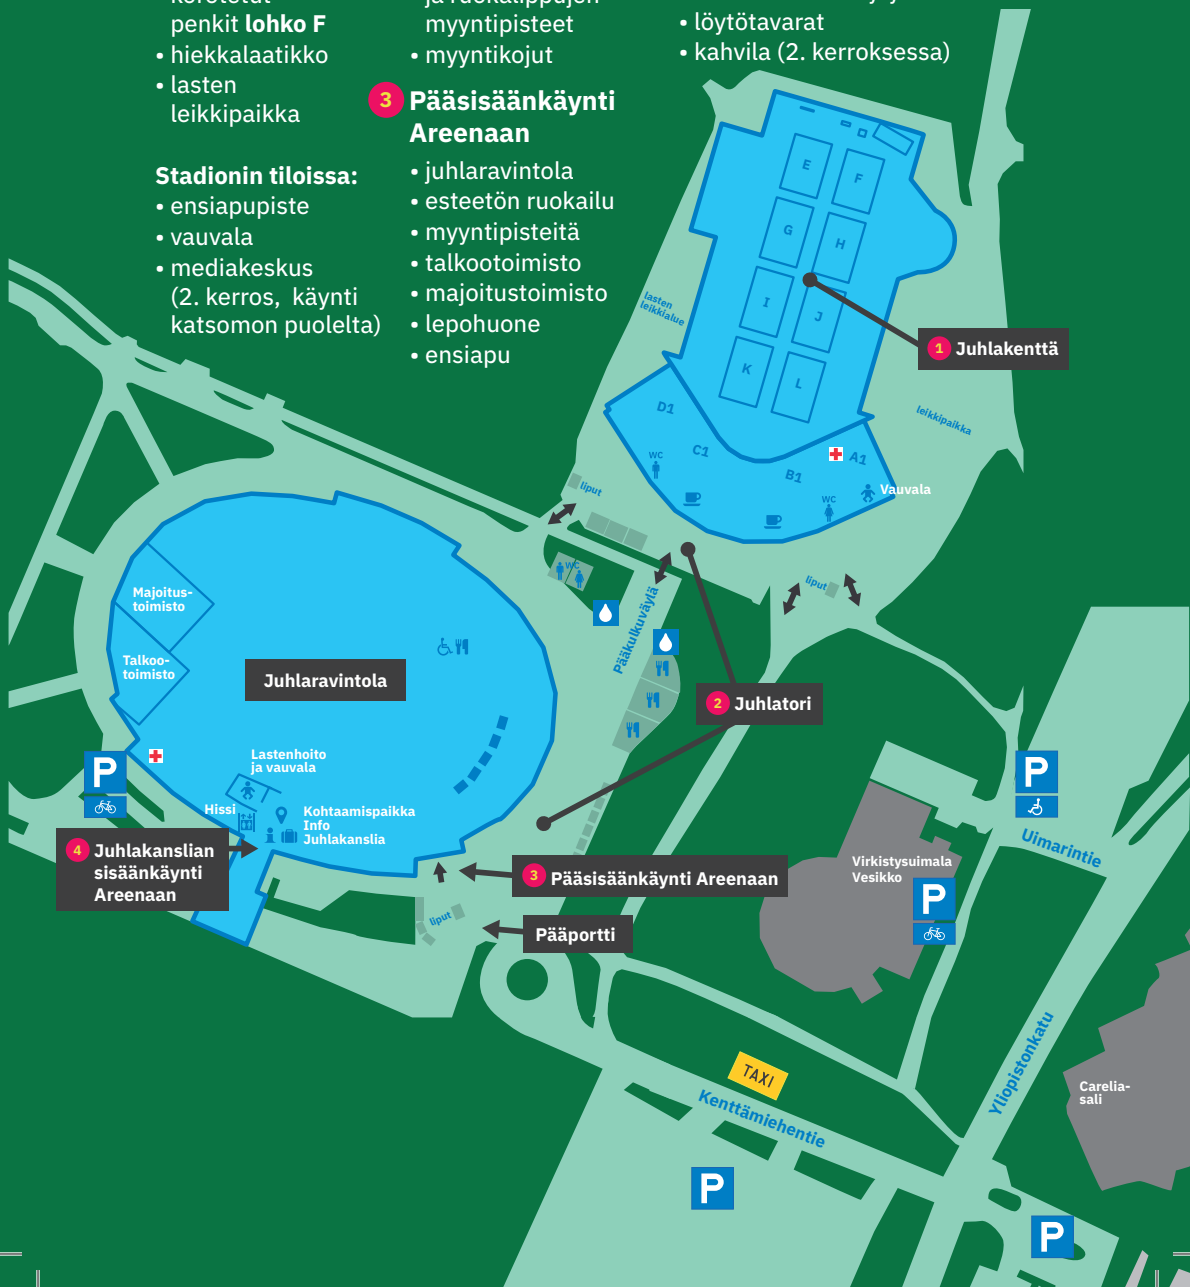 penkit lohko F
• hiekkalaatikko
• lasten
leikkipaikka
Stadionin tiloissa:
• ensiapupiste
• vauvala
• mediakeskus
(2. kerros, käynti
katsomon puolelta)
ja ruokalippujen
myyntipisteet
• myyntikojut
3 Pääsisäänkäynti
Areenaan
• juhlaravintola
• esteetön ruokailu
• myyntipisteitä
• talkootoimisto
• majoitustoimisto
• lepohuone
• ensiapu
• löytötavarat
• kahvila (2. kerroksessa)
E
F
G
H
I
J
K
L
lasten
leikkialue
1 Juhlakenttä
leikkipaikka
D1
C1
B1
A1
WC
WC
Vauvala
liput
WC
liput
Pääkulkuväylä
Majoitus-
toimisto
Talkoo-
toimisto
Juhlaravintola
2 Juhlatori
Lastenhoito
ja vauvala
Hissi
Kohtaamispaikka
Info
Juhlakanslia
P
4 Juhlakanslian
sisäänkäynti
Areenaan
3 Pääsisäänkäynti Areenaan
liput
Pääportti
P
Uimarintie
Virkistysuimala
Vesikko
P
Yliopistonkatu
Carelia-
sali
TAXI
Kenttämiehentie
P
P